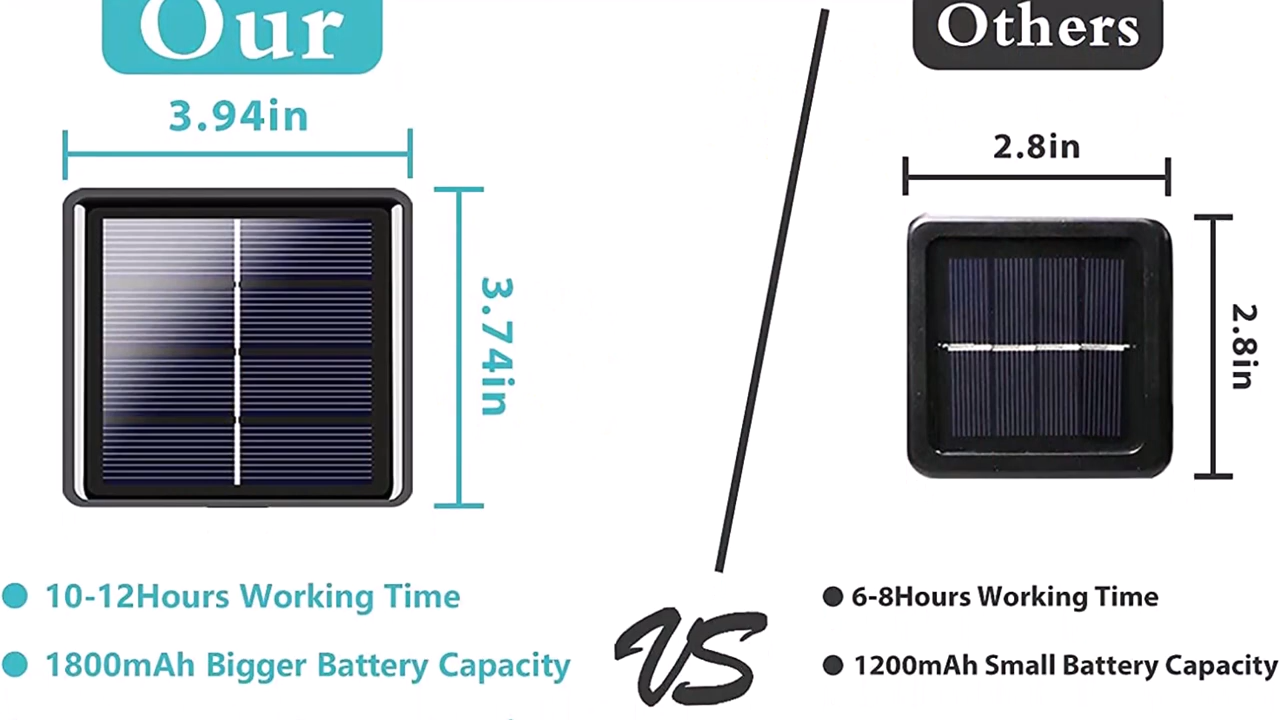 Our
Others
3.94in
2.8in
3.74in
2.8in
10-12Hours Working Time
6-8Hours Working Time
VS
1800mAh Bigger Battery Capacity
1200mAh Small Battery Capacity